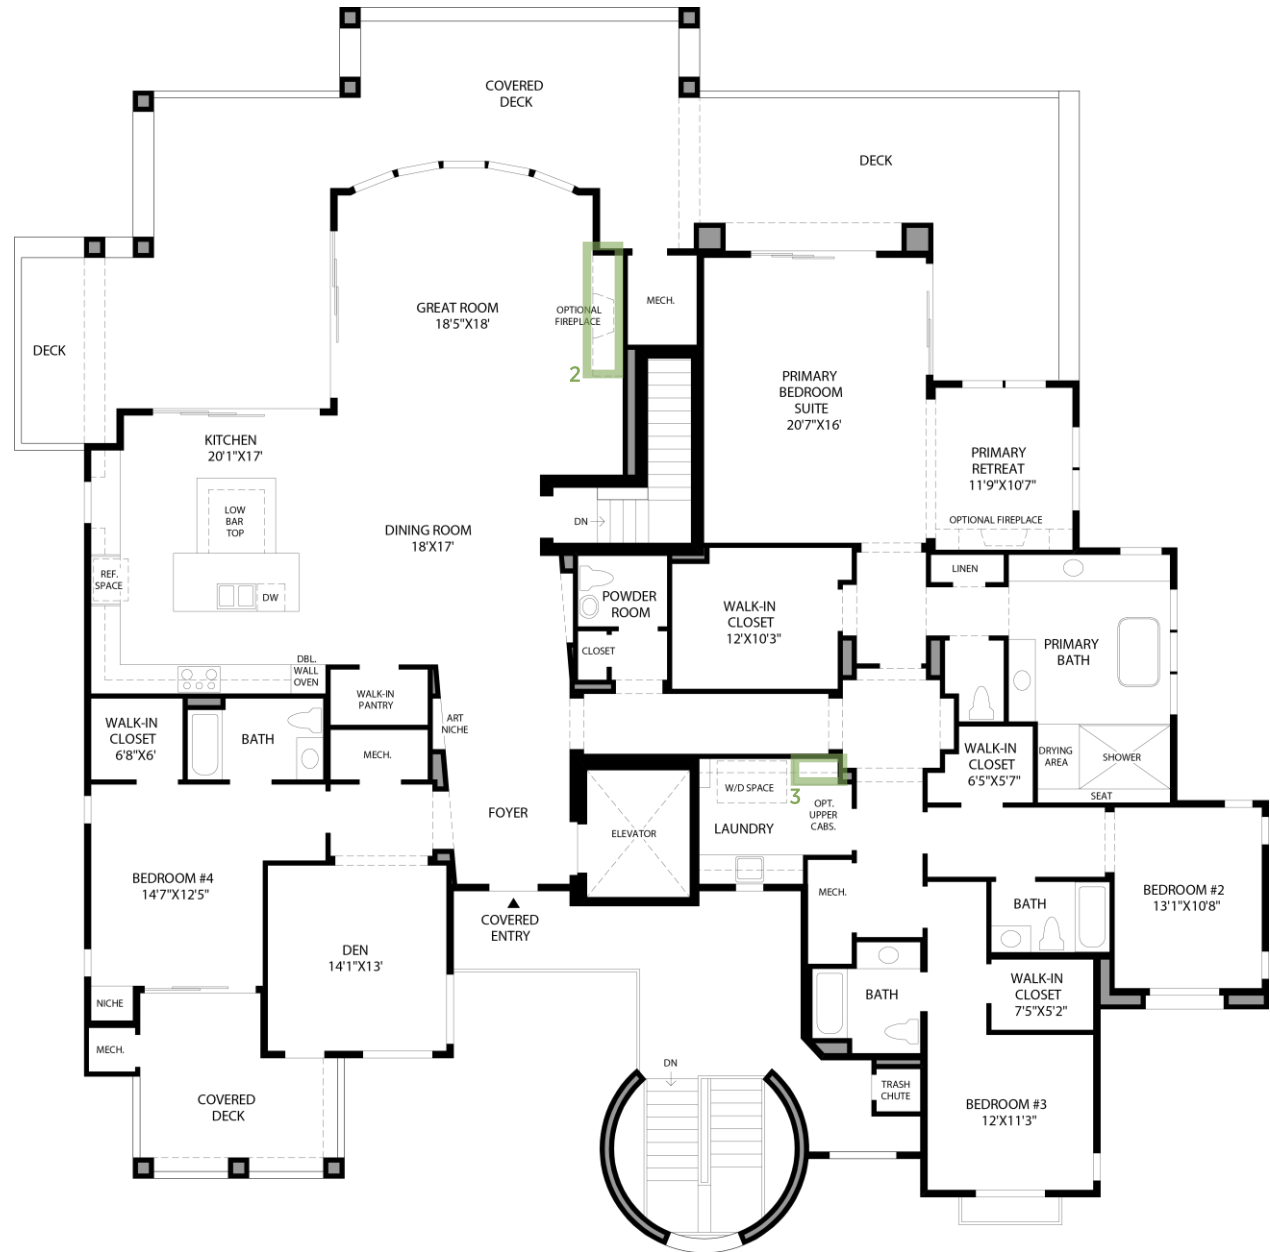 COVERED
DECK
DECK
GREAT ROOM
18'5"X18'
OPTIONAL
FIREPLACE
MECH.
2
DECK
PRIMARY
BEDROOM
SUITE
20'7"X16'
KITCHEN
20'1"X17'
PRIMARY
RETREAT
11'9"X10'7"
LOW
BAR
TOP
DINING ROOM
18'X17'
DN
OPTIONAL FIREPLACE
REF.
SPACE
DW
LINEN
POWDER
ROOM
WALK-IN
CLOSET
12'X10'3"
CLOSET
PRIMARY
BATH
DBL.
WALL
OVEN
WALK-IN
PANTRY
ART
NICHE
WALK-IN
CLOSET
6'8"X6'
BATH
MECH.
WALK-IN
CLOSET
6'5"X5'7"
DRYING
AREA
SHOWER
SEAT
W/D SPACE
3
OPT.
UPPER
CABS.
FOYER
ELEVATOR
LAUNDRY
BEDROOM #4
14'7"X12'5"
MECH.
BEDROOM #2
13'1"X10'8"
BATH
COVERED
ENTRY
DEN
14'1"X13'
NICHE
BATH
WALK-IN
CLOSET
7'5"X5'2"
MECH.
DN
TRASH
CHUTE
COVERED
DECK
BEDROOM #3
12'X11'3"